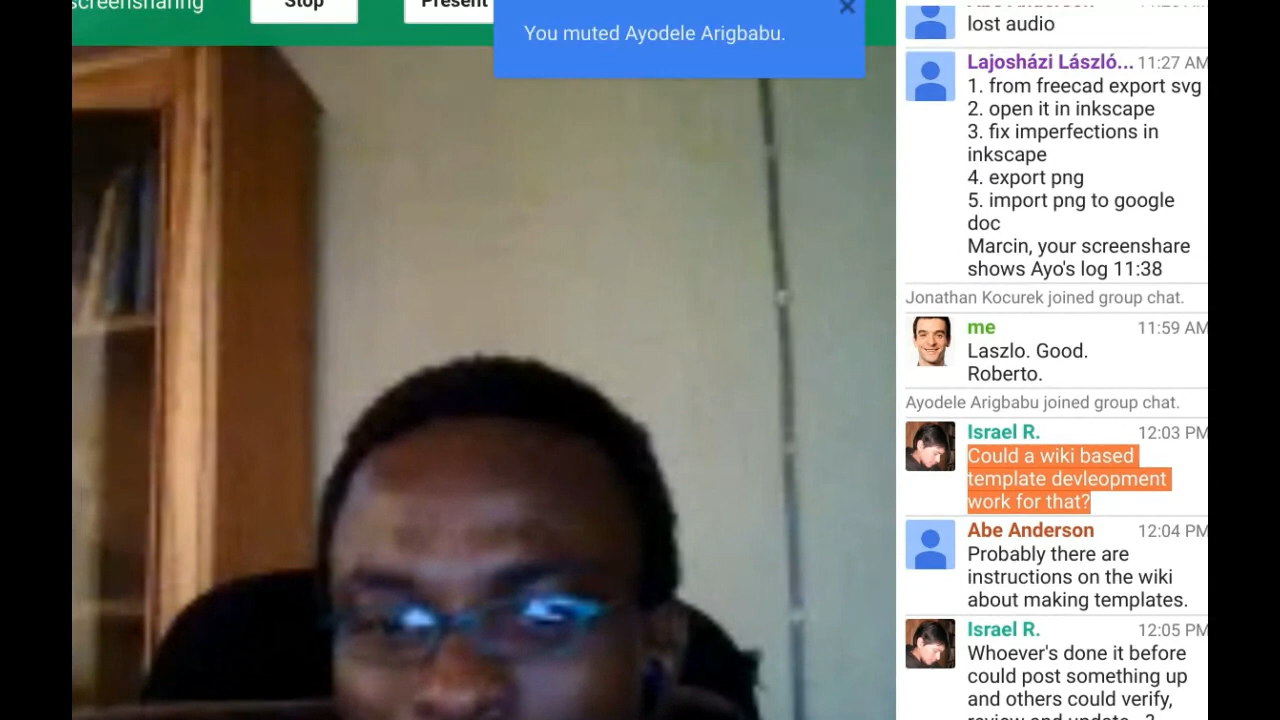 screensharing
Stop
Present
You muted Ayodele Arigbabu.
lost audio
Lajosházi László... 11:27 AM
1. from freecad export svg
2. open it in inkscape
3. fix imperfections in
inkscape
4. export png
5. import png to google
doc
Marcin, your screenshare
shows Ayo's log 11:38
Jonathan Kocurek joined group chat.
me 11:59 AM
Laszlo. Good.
Roberto.
Ayodele Arigbabu joined group chat.
Israel R. 12:03 PM
Could a wiki based
template devleopment
work for that?
Abe Anderson 12:04 PM
Probably there are
instructions on the wiki
about making templates.
Israel R. 12:05 PM
Whoever's done it before
could post something up
and others could verify,
review and update...?